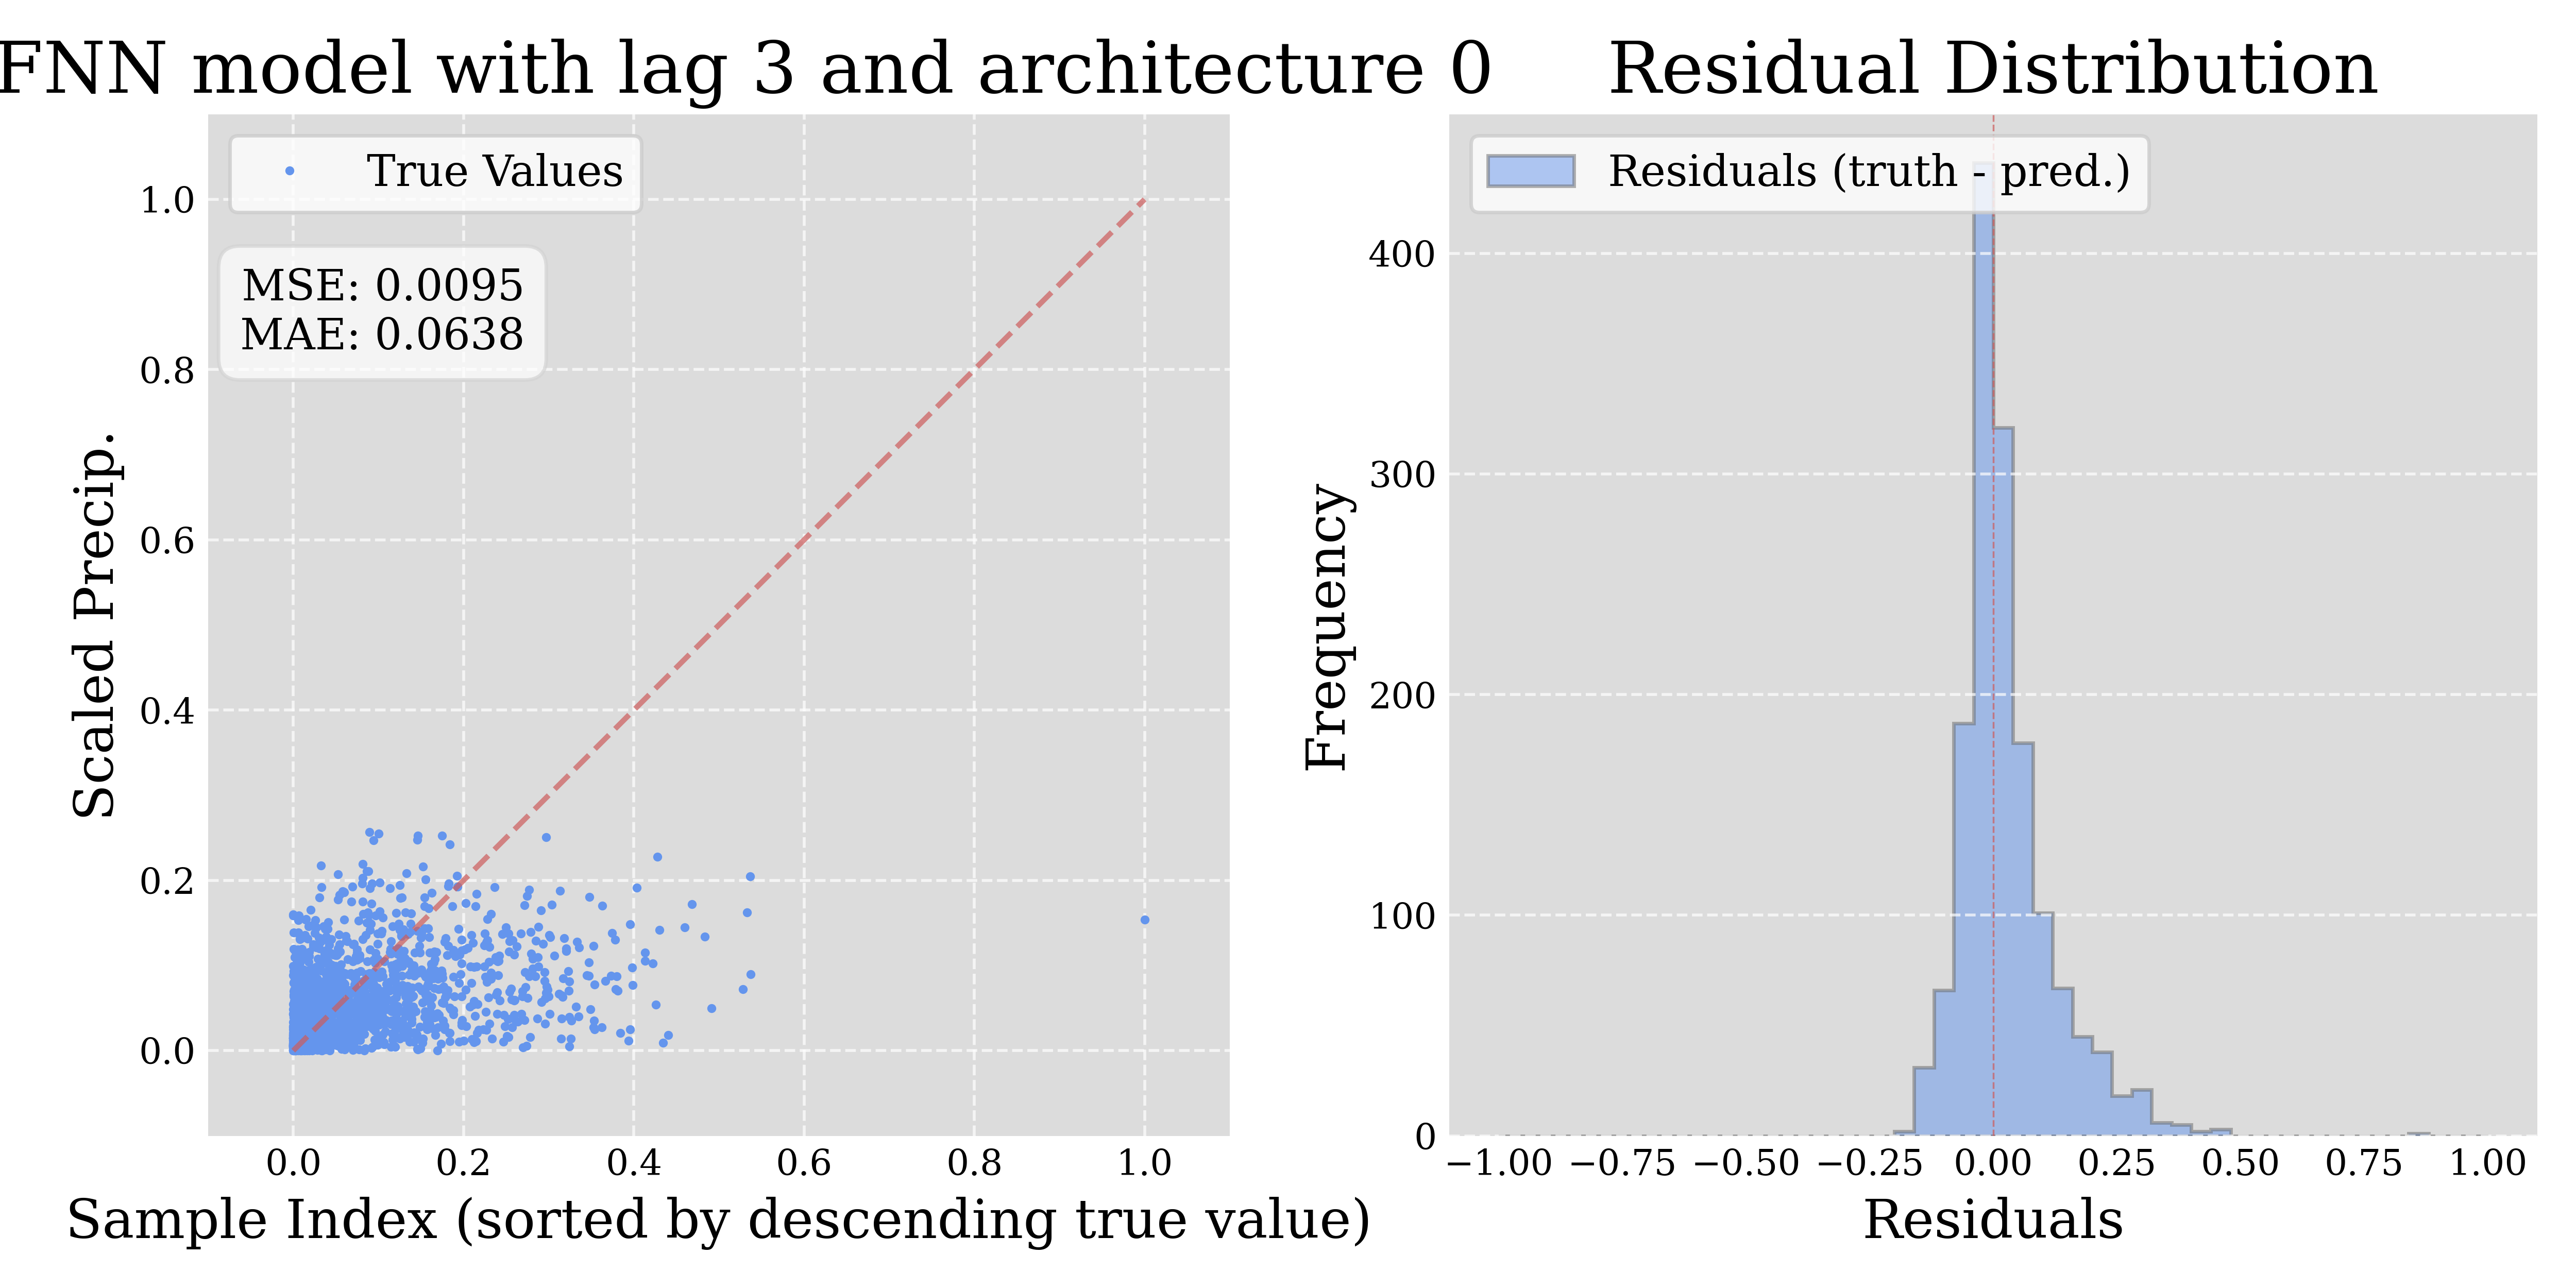 FNN model with lag 3 and architecture 0
True Values
MSE: 0.0095
MAE: 0.0638
Scaled Precip.
1.0
0.8
0.6
0.4
0.2
0.0
0.0 0.2 0.4 0.6 0.8 1.0
Sample Index (sorted by descending true value)
Residual Distribution
Residuals (truth - pred.)
Frequency
400
300
200
100
0
−1.00 −0.75 −0.50 −0.25 0.00 0.25 0.50 0.75 1.00
Residuals